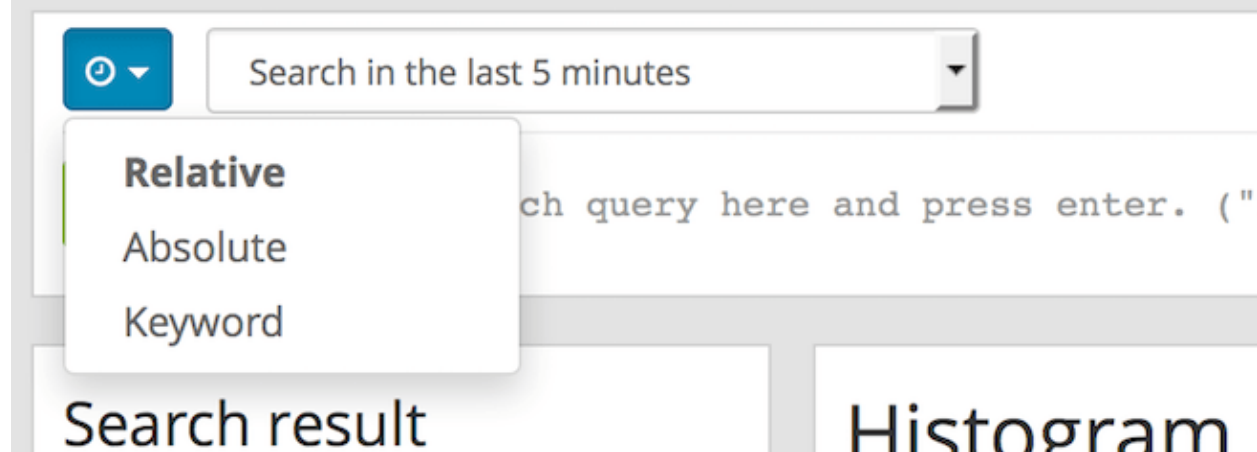 Search in the last 5 minutes
Relative
Absolute
Keyword
ch query here and press enter. ("
Search result
Histogram